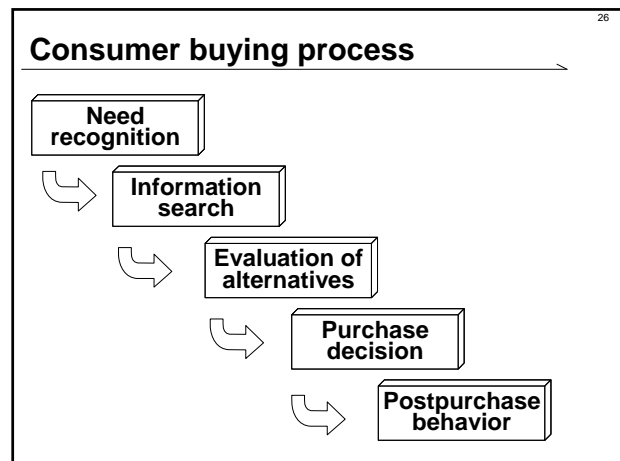 26
Consumer buying process
Need
recognition
Information
search
Evaluation of
alternatives
Purchase
decision
Postpurchase
behavior